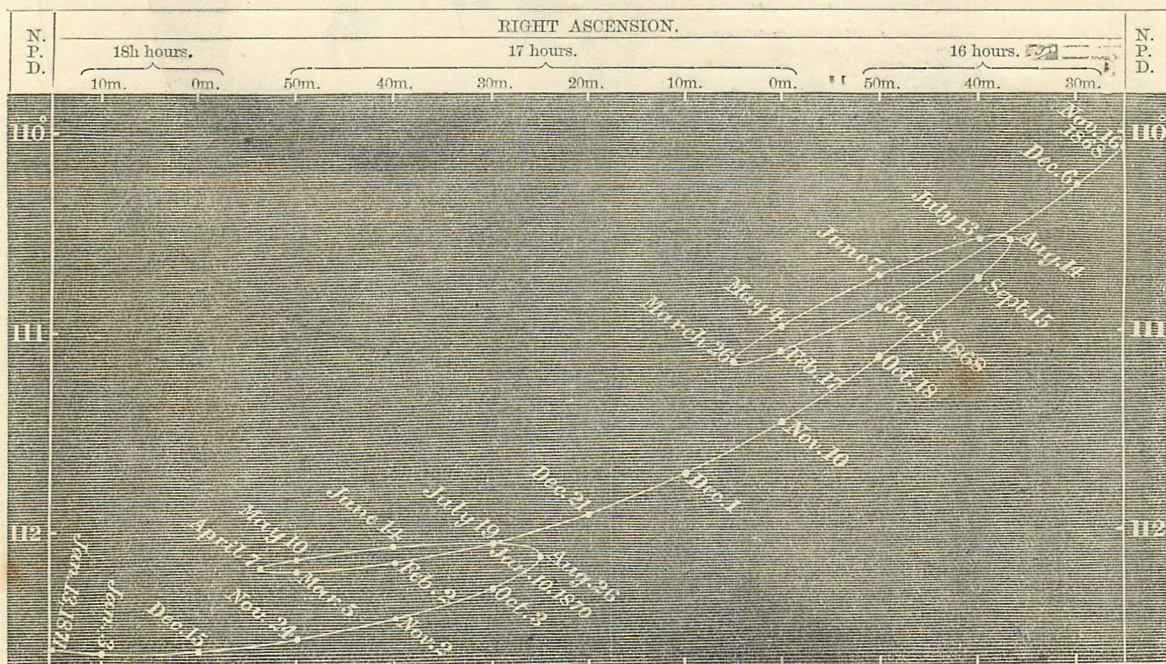 RIGHT ASCENSION.
N. P. D.
18h hours.
17 hours.
16 hours.
N. P. D.
10m.
0m.
50m.
40m.
30m.
20m.
10m.
0m.
50m.
40m.
30m.
110°
110
Nov. 16
1868
Dec. 6
July 13
Aug. 14
June 7
Sept. 15
May 4
Jan. 8. 1868
111
111
March 26
Feb. 17
Oct. 18
Nov. 10
Dec. 1
Dec. 21
112
112
July 19
June 14
May 10
April 7
Jan. 10. 1870
Aug. 26
Feb. 2
Mar. 5
Oct. 3
Nov. 2
Nov. 24
Dec. 15
Jan. 3
Jan. 13. 1871